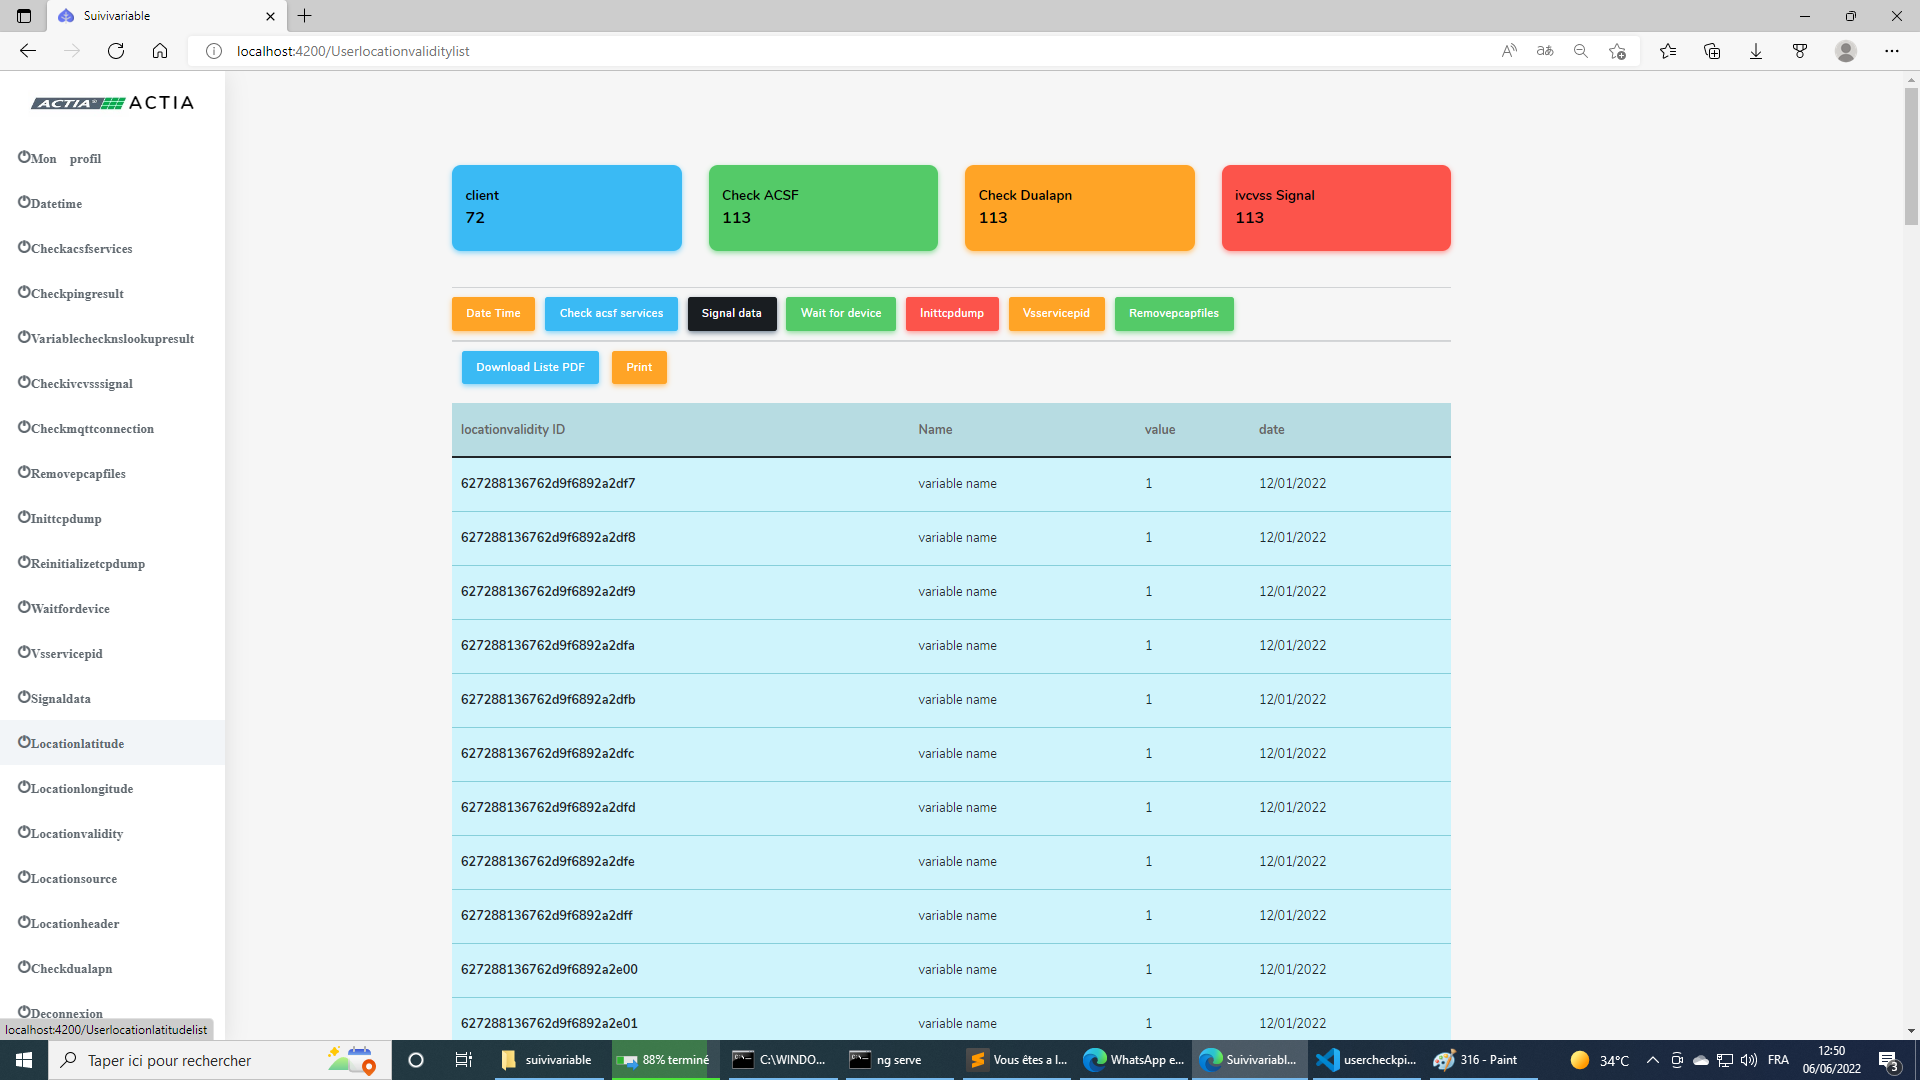 Suivivariable
localhost:4200/Userlocationvaliditylist
ACTIA ACTIA
Mon profil
Datetime
Checkacsfservices
Checkpingresult
Variablechecknslookupresult
Checkivcvsssignal
Checkmqttconnection
Removepcapfiles
Inittcpdump
Reinitializetcpdump
Waitfordevice
Vsservicepid
Signaldata
Locationlatitude
Locationlongitude
Locationvalidity
Locationsource
Locationheader
Checkdualapn
Deconnexion
localhost:4200/Userlocationlatitudelist
client
72
Check ACSF
113
Check Dualapn
113
ivcvss Signal
113
Date Time Check acsf services Signal data Wait for device Inittcpdump Vsservicepid Removepcapfiles
Download Liste PDF Print
locationvalidity ID Name value date
627288136762d9f6892a2df7 variable name 1 12/01/2022
627288136762d9f6892a2df8 variable name 1 12/01/2022
627288136762d9f6892a2df9 variable name 1 12/01/2022
627288136762d9f6892a2dfa variable name 1 12/01/2022
627288136762d9f6892a2dfb variable name 1 12/01/2022
627288136762d9f6892a2dfc variable name 1 12/01/2022
627288136762d9f6892a2dfd variable name 1 12/01/2022
627288136762d9f6892a2dfe variable name 1 12/01/2022
627288136762d9f6892a2dff variable name 1 12/01/2022
627288136762d9f6892a2e00 variable name 1 12/01/2022
627288136762d9f6892a2e01 variable name 1 12/01/2022
Taper ici pour rechercher
suivivariable 88% terminé C:\WINDO... ng serve Vous êtes a l... WhatsApp e... Suivivariabl... usercheckpi... 316 - Paint 34°C FRA
12:50
06/06/2022
3